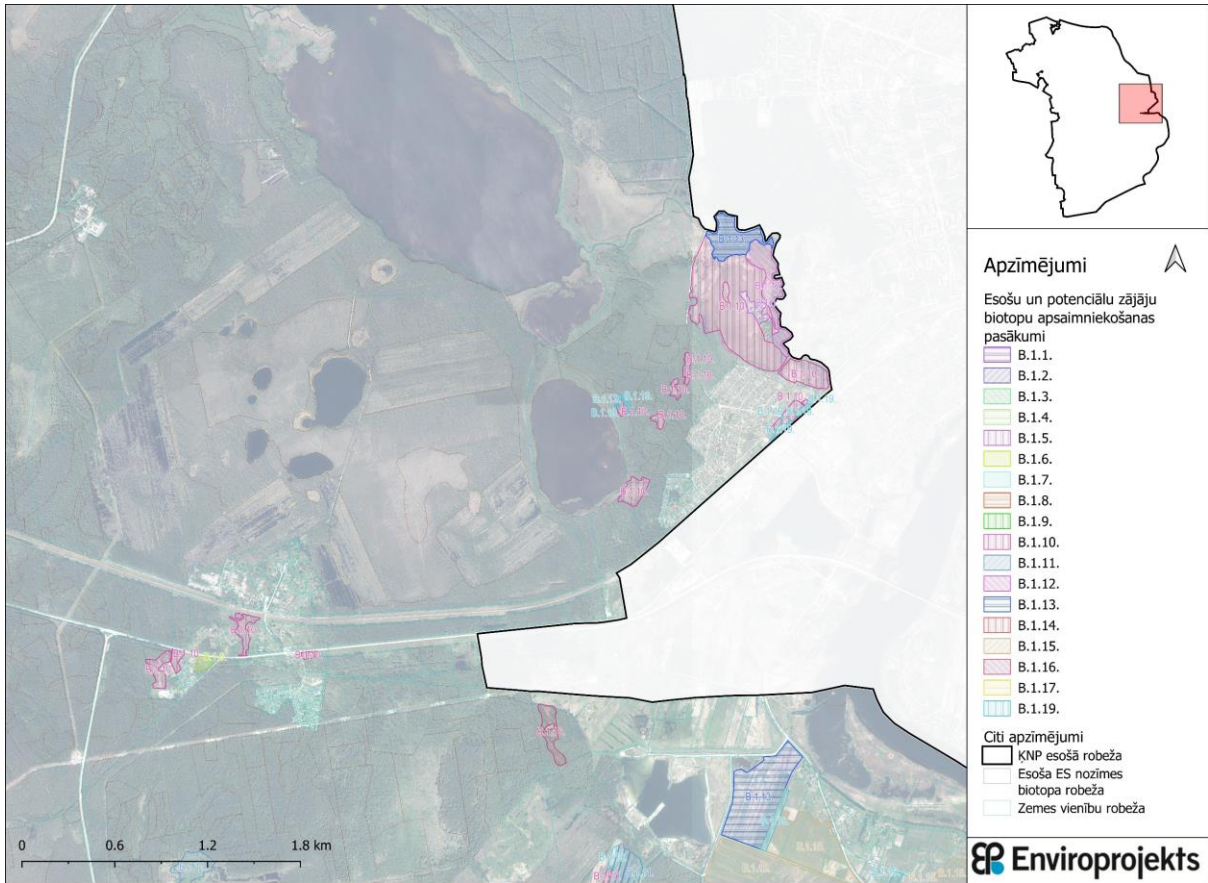 Apzīmējumi
Esošu un potenciālu zājāju
biotopu apsaimniekošanas
pasākumi
B.1.1.
B.1.2.
B.1.3.
B.1.4.
B.1.5.
B.1.6.
B.1.7.
B.1.8.
B.1.9.
B.1.10.
B.1.11.
B.1.12.
B.1.13.
B.1.14.
B.1.15.
B.1.16.
B.1.17.
B.1.19.
Citi apzīmējumi
ĶNP esošā robeža
Esoša ES nozīmes
biotopa robeža
Zemes vienību robeža
Enviroprojekts
B.1.13.
0 0.6 1.2 1.8 km